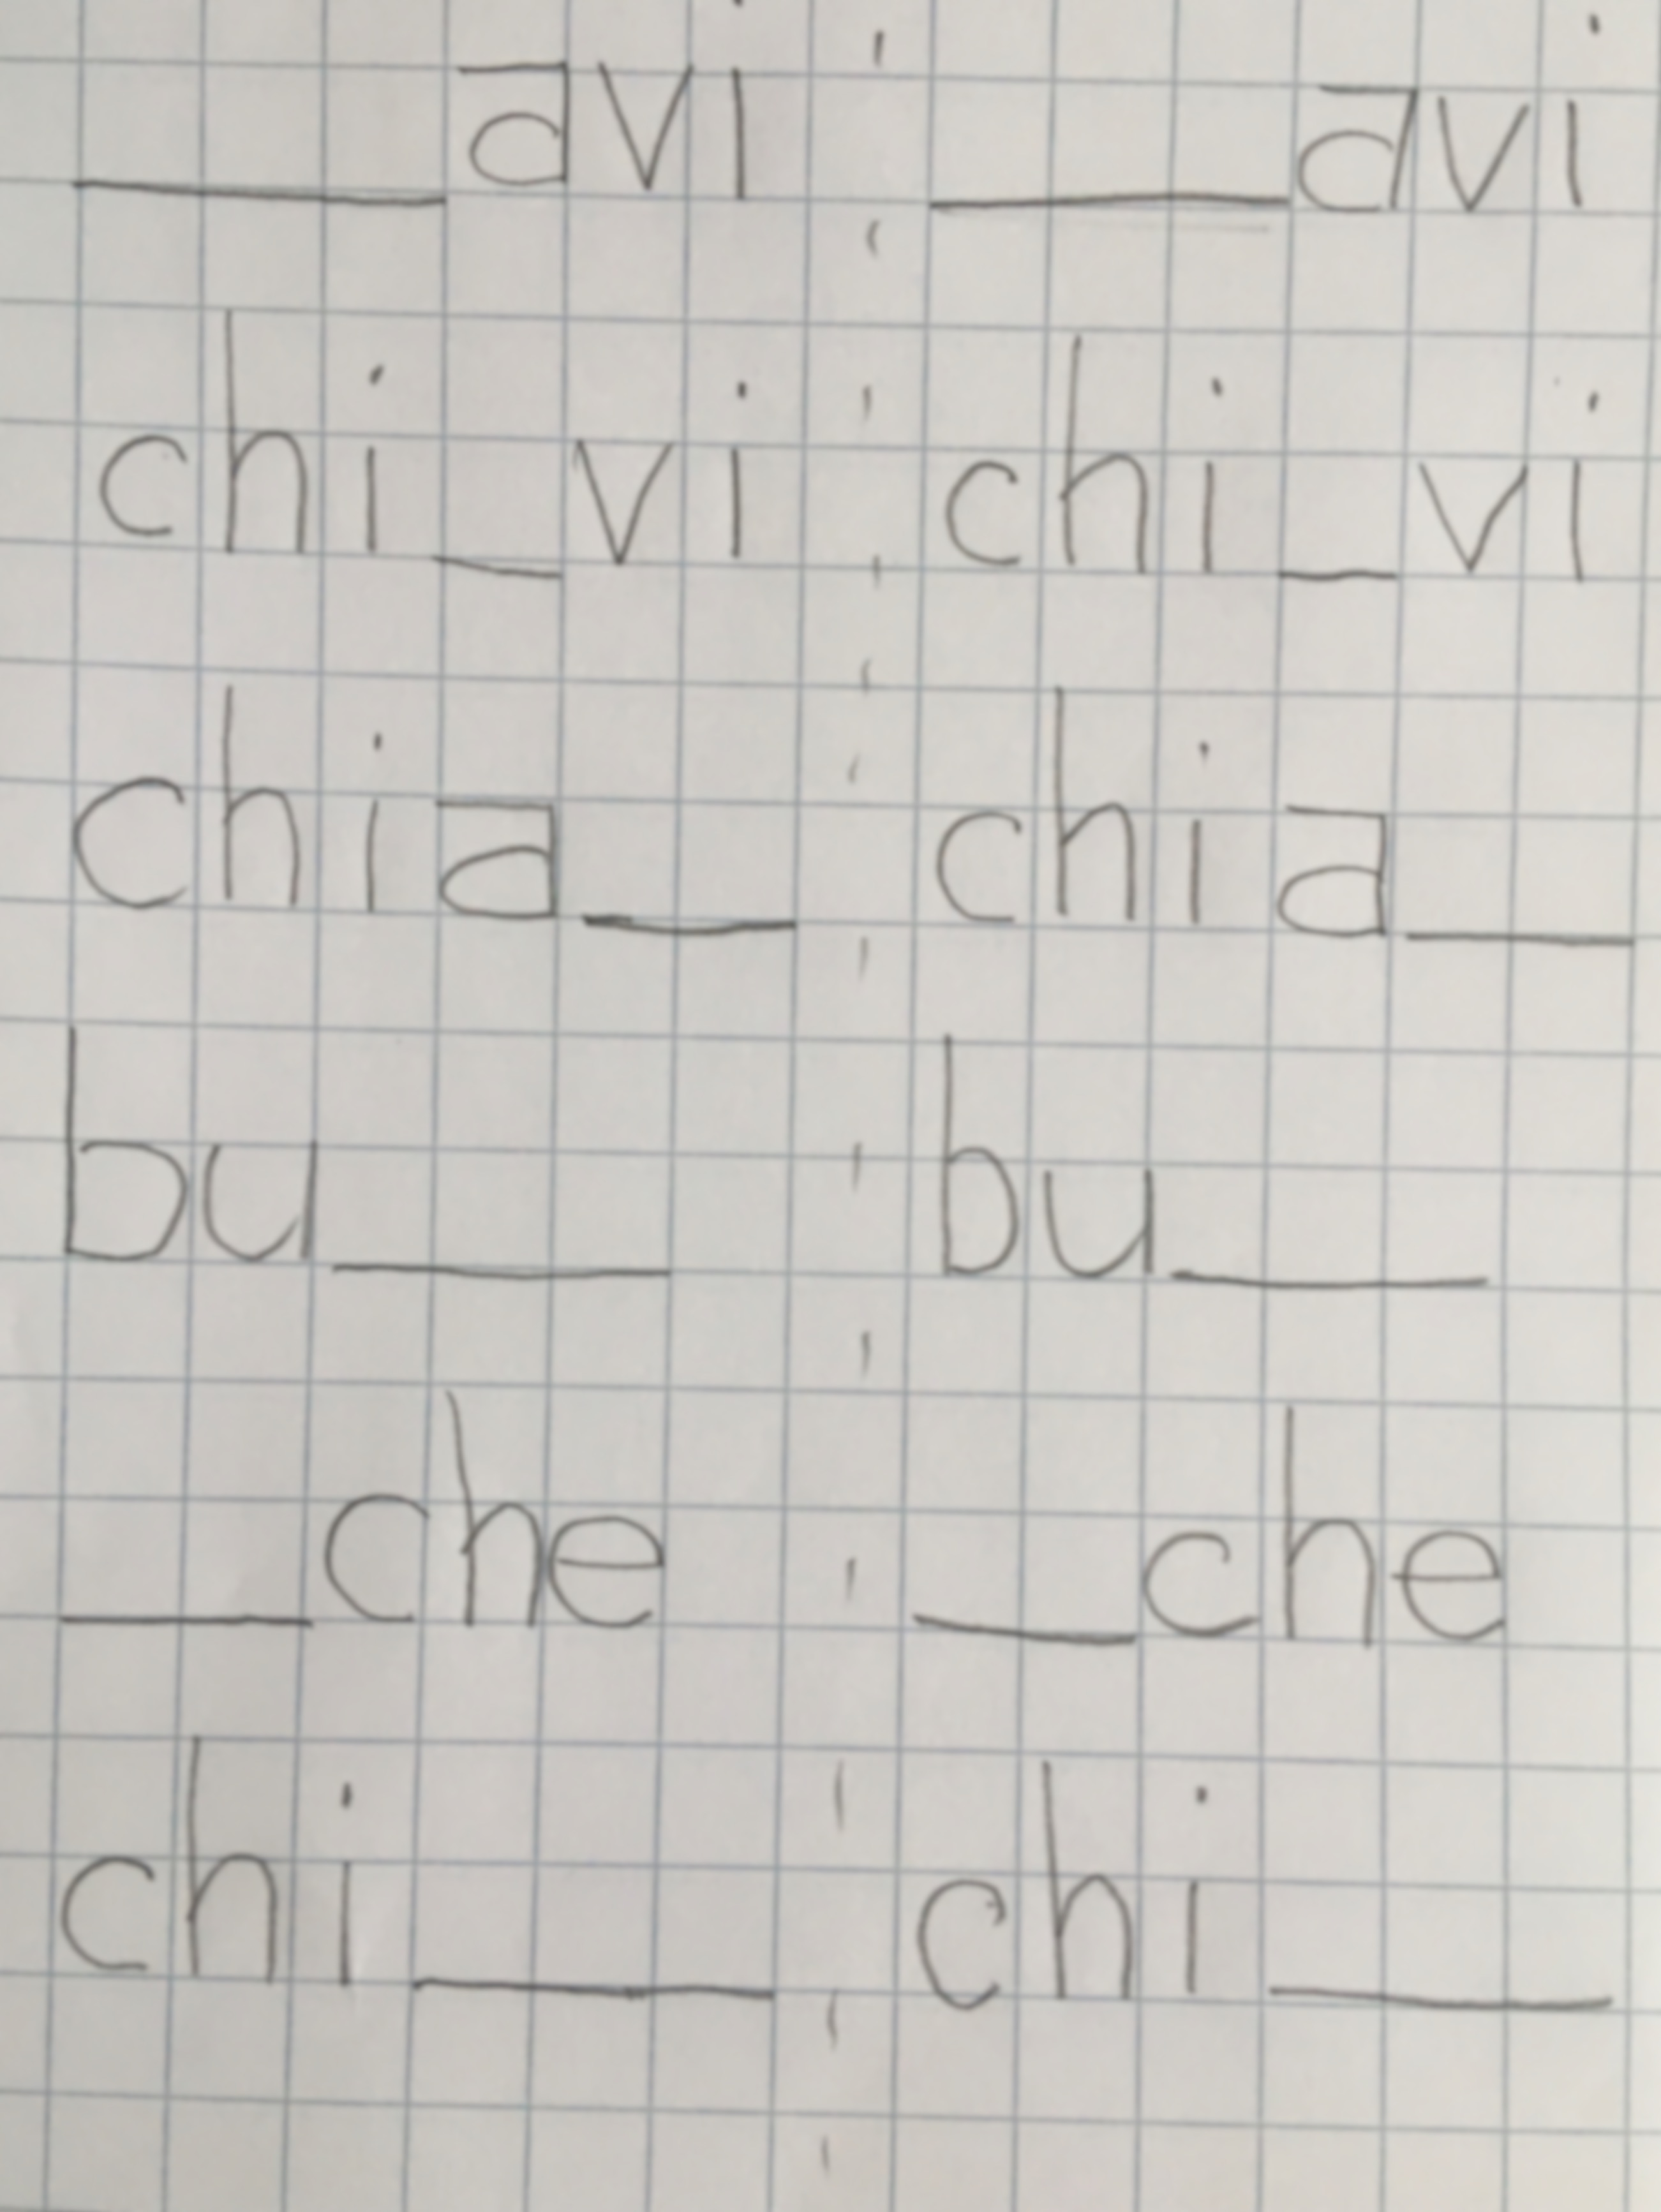 ___avi ___avi
chi_vi chi_vi
chia__ chia__
bu___ bu___
__che __che
chi___ chi___